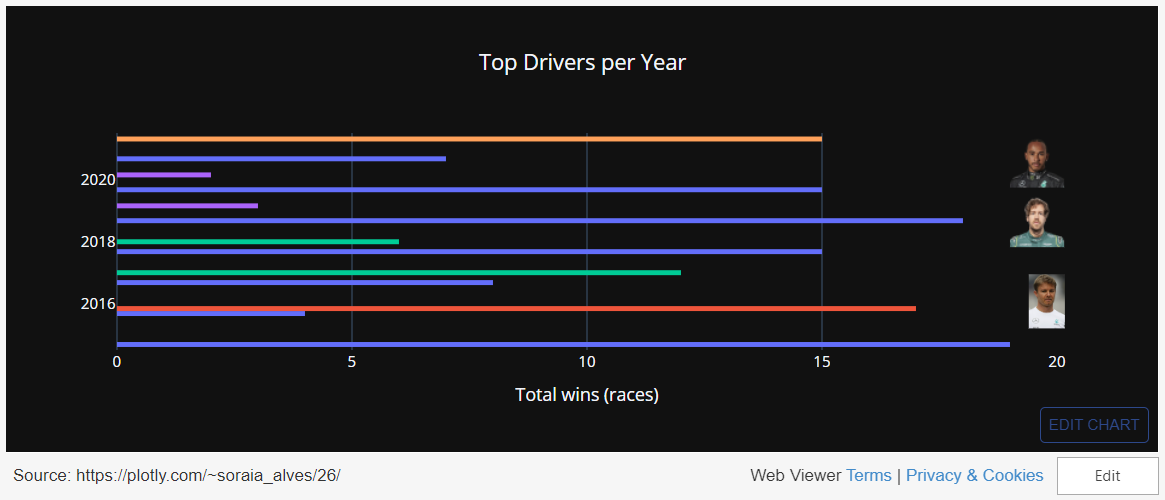 Top Drivers per Year
2020
2018
2016
0 5 10 15 20
Total wins (races)
EDIT CHART
Source: https://plotly.com/~soraia_alves/26/
Web Viewer Terms | Privacy & Cookies
Edit